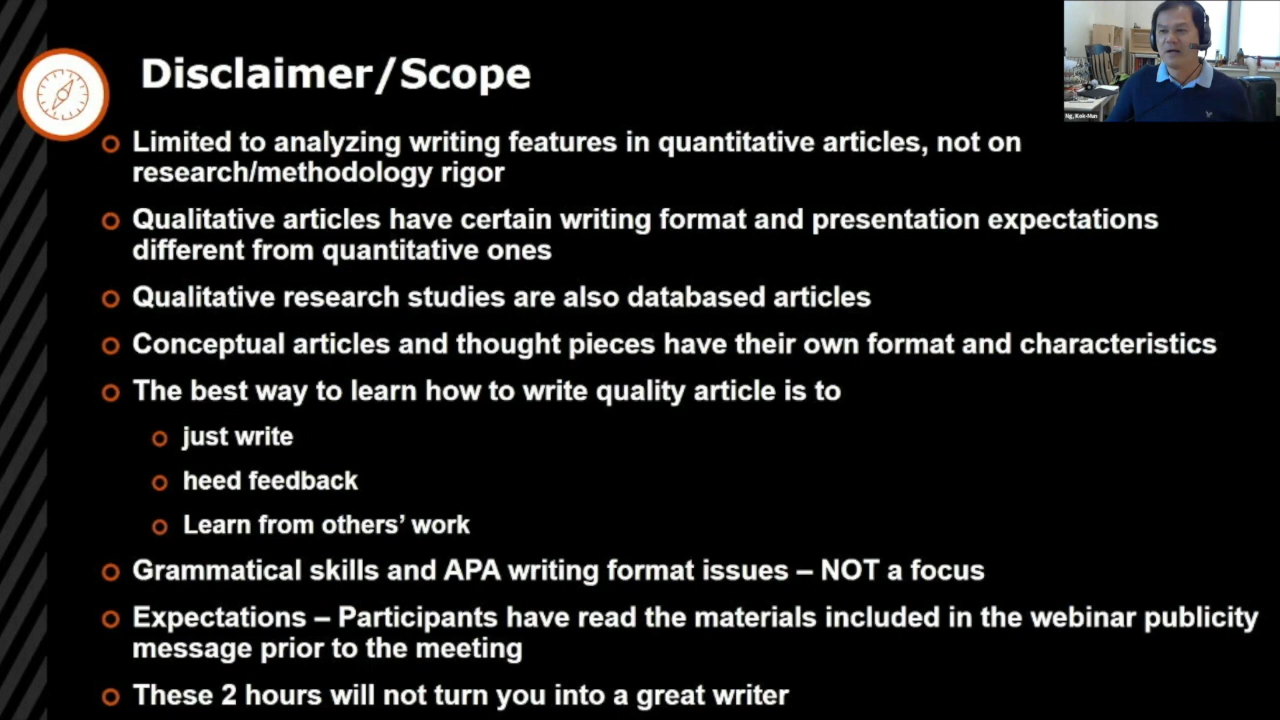 Disclaimer/Scope
Limited to analyzing writing features in quantitative articles, not on
research/methodology rigor
Qualitative articles have certain writing format and presentation expectations
different from quantitative ones
Qualitative research studies are also databased articles
Conceptual articles and thought pieces have their own format and characteristics
The best way to learn how to write quality article is to
just write
heed feedback
Learn from others’ work
Grammatical skills and APA writing format issues – NOT a focus
Expectations – Participants have read the materials included in the webinar publicity
message prior to the meeting
These 2 hours will not turn you into a great writer
Ng, Kok-Mun